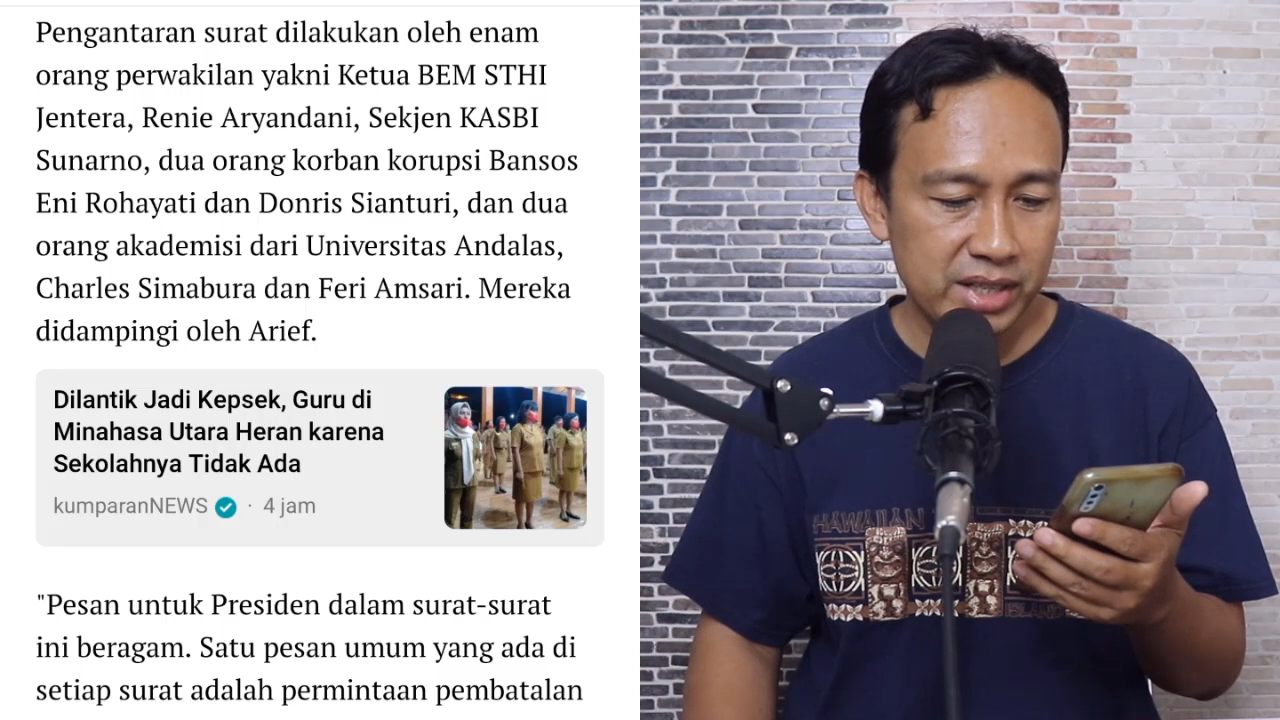 Pengantaran surat dilakukan oleh enam
orang perwakilan yakni Ketua BEM STHI
Jentera, Renie Aryandani, Sekjen KASBI
Sunarno, dua orang korban korupsi Bansos
Eni Rohayati dan Donris Sianturi, dan dua
orang akademisi dari Universitas Andalas,
Charles Simabura dan Feri Amsari. Mereka
didampingi oleh Arief.
Dilantik Jadi Kepsek, Guru di
Minahasa Utara Heran karena
Sekolahnya Tidak Ada
kumparanNEWS · 4 jam
"Pesan untuk Presiden dalam surat-surat
ini beragam. Satu pesan umum yang ada di
setiap surat adalah permintaan pembatalan
HAWAIIAN